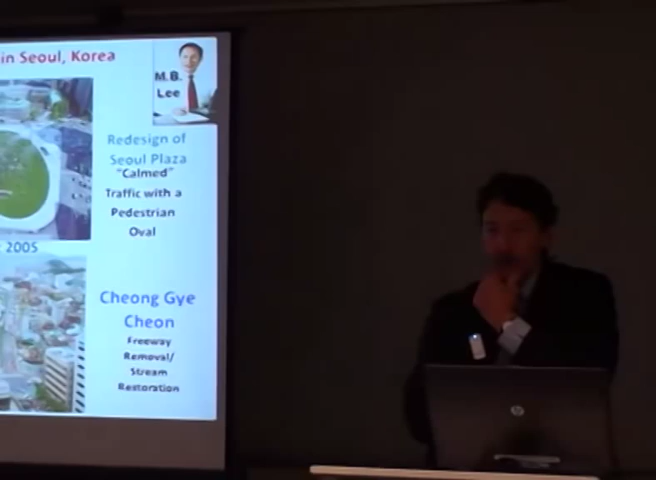 in Seoul, Korea
M.B.
Lee
Redesign of
Seoul Plaza
"Calmed"
Traffic with a
Pedestrian
Oval
2005
Cheong Gye
Cheon
Freeway
Removal/
Stream
Restoration
hp